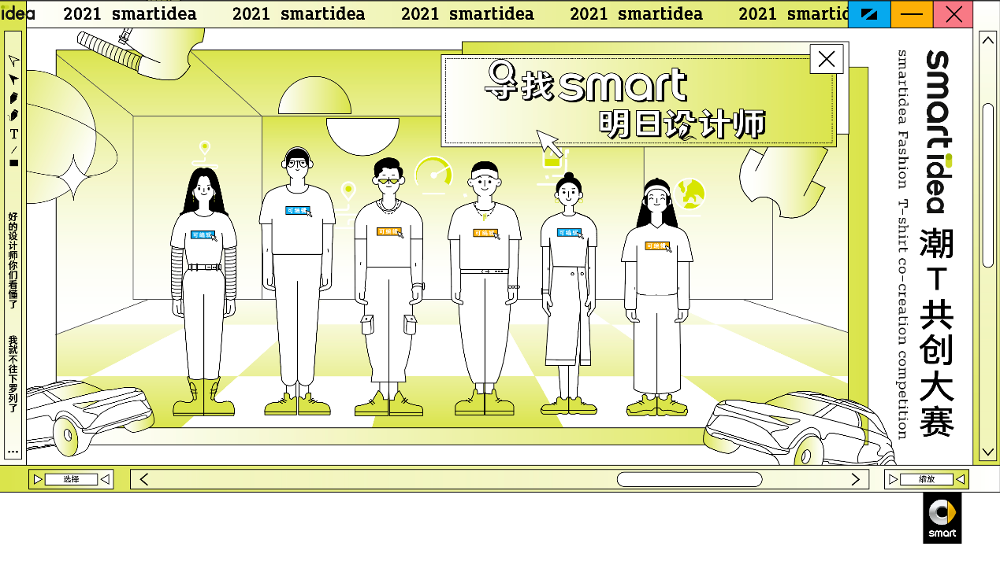 idea
2021 smartidea
2021 smartidea
2021 smartidea
2021 smartidea
2021 smartid
T
好的设计师你们看懂了
我就不往下罗列了
...
寻找smart
明日设计师
可编辑
可编辑
可编辑
可编辑
可编辑
可编辑
smartidea 潮T共创大赛
smartidea Fashion T-shirt co-creation competition
选择
缩放
smart